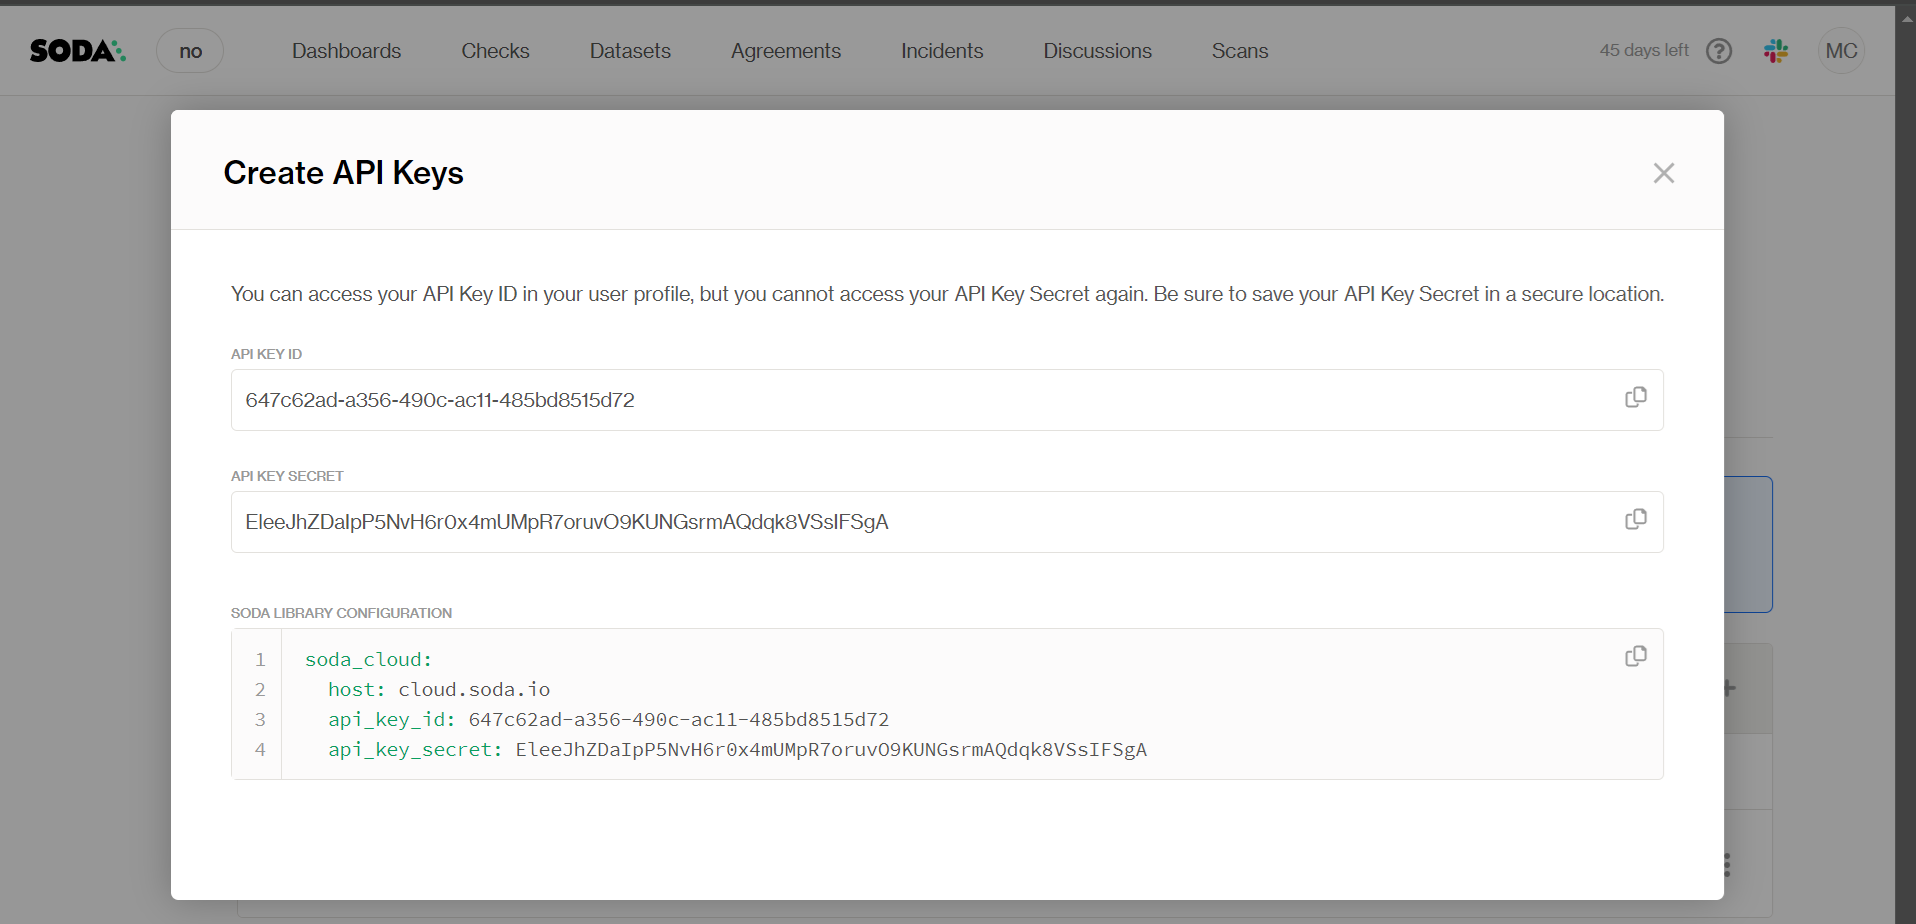 SODA no Dashboards Checks Datasets Agreements Incidents Discussions Scans 45 days left ? MC
Create API Keys
You can access your API Key ID in your user profile, but you cannot access your API Key Secret again. Be sure to save your API Key Secret in a secure location.
API KEY ID
647c62ad-a356-490c-ac11-485bd8515d72
API KEY SECRET
EleeJhZDaIpP5NvH6r0x4mUMpR7oruvO9KUNGsrmAQdqk8VSsIFSgA
SODA LIBRARY CONFIGURATION
1 soda_cloud:
2 host: cloud.soda.io
3 api_key_id: 647c62ad-a356-490c-ac11-485bd8515d72
4 api_key_secret: EleeJhZDaIpP5NvH6r0x4mUMpR7oruvO9KUNGsrmAQdqk8VSsIFSgA